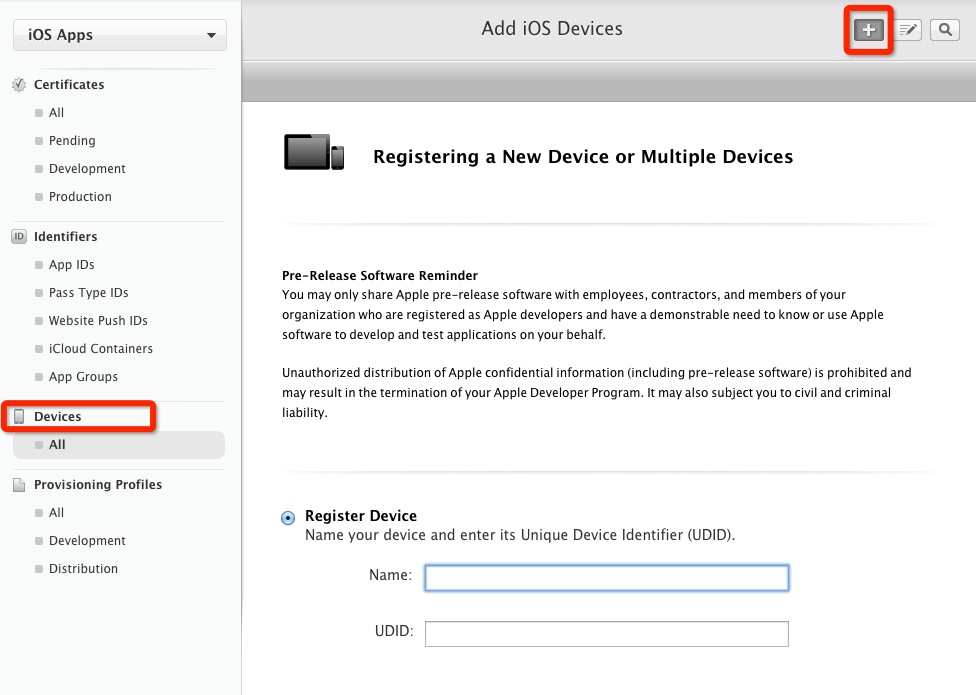 iOS Apps
Certificates
All
Pending
Development
Production
ID Identifiers
App IDs
Pass Type IDs
Website Push IDs
iCloud Containers
App Groups
Devices
All
Provisioning Profiles
All
Development
Distribution
Add iOS Devices
Registering a New Device or Multiple Devices
Pre-Release Software Reminder
You may only share Apple pre-release software with employees, contractors, and members of your
organization who are registered as Apple developers and have a demonstrable need to know or use Apple
software to develop and test applications on your behalf.
Unauthorized distribution of Apple confidential information (including pre-release software) is prohibited and
may result in the termination of your Apple Developer Program. It may also subject you to civil and criminal
liability.
Register Device
Name your device and enter its Unique Device Identifier (UDID).
Name:
UDID: